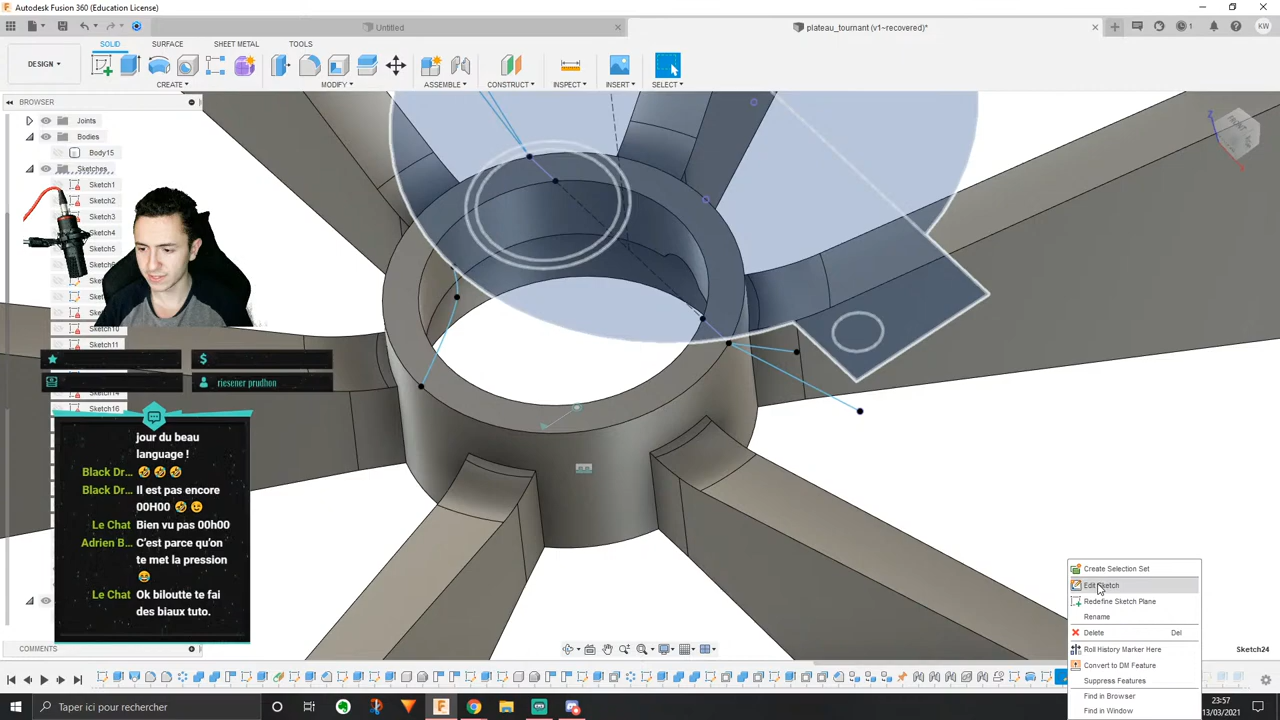 Autodesk Fusion 360 (Education License)
Untitled
plateau_tournant (v1~recovered)*
1
KW
DESIGN
SOLID
SURFACE
SHEET METAL
TOOLS
CREATE
MODIFY
ASSEMBLE
CONSTRUCT
INSPECT
INSERT
SELECT
BROWSER
Joints
Bodies
Body15
Sketches
Sketch1
Sketch2
Sketch3
Sketch4
Sketch5
Sketch10
Sketch11
Sketch16
FRONT
riesener prudhon
jour du beau
language !
Black Dr...
Black Dr... Il est pas encore
00H00
Le Chat Bien vu pas 00h00
Adrien B... C'est parce qu'on
te met la pression
Le Chat Ok biloutte te fai
des biaux tuto.
Create Selection Set
Edit Sketch
Redefine Sketch Plane
Rename
Delete Del
Roll History Marker Here
Convert to DM Feature
Suppress Features
Find in Browser
Find in Window
Sketch24
COMMENTS
Taper ici pour rechercher
23:57
13/03/2021